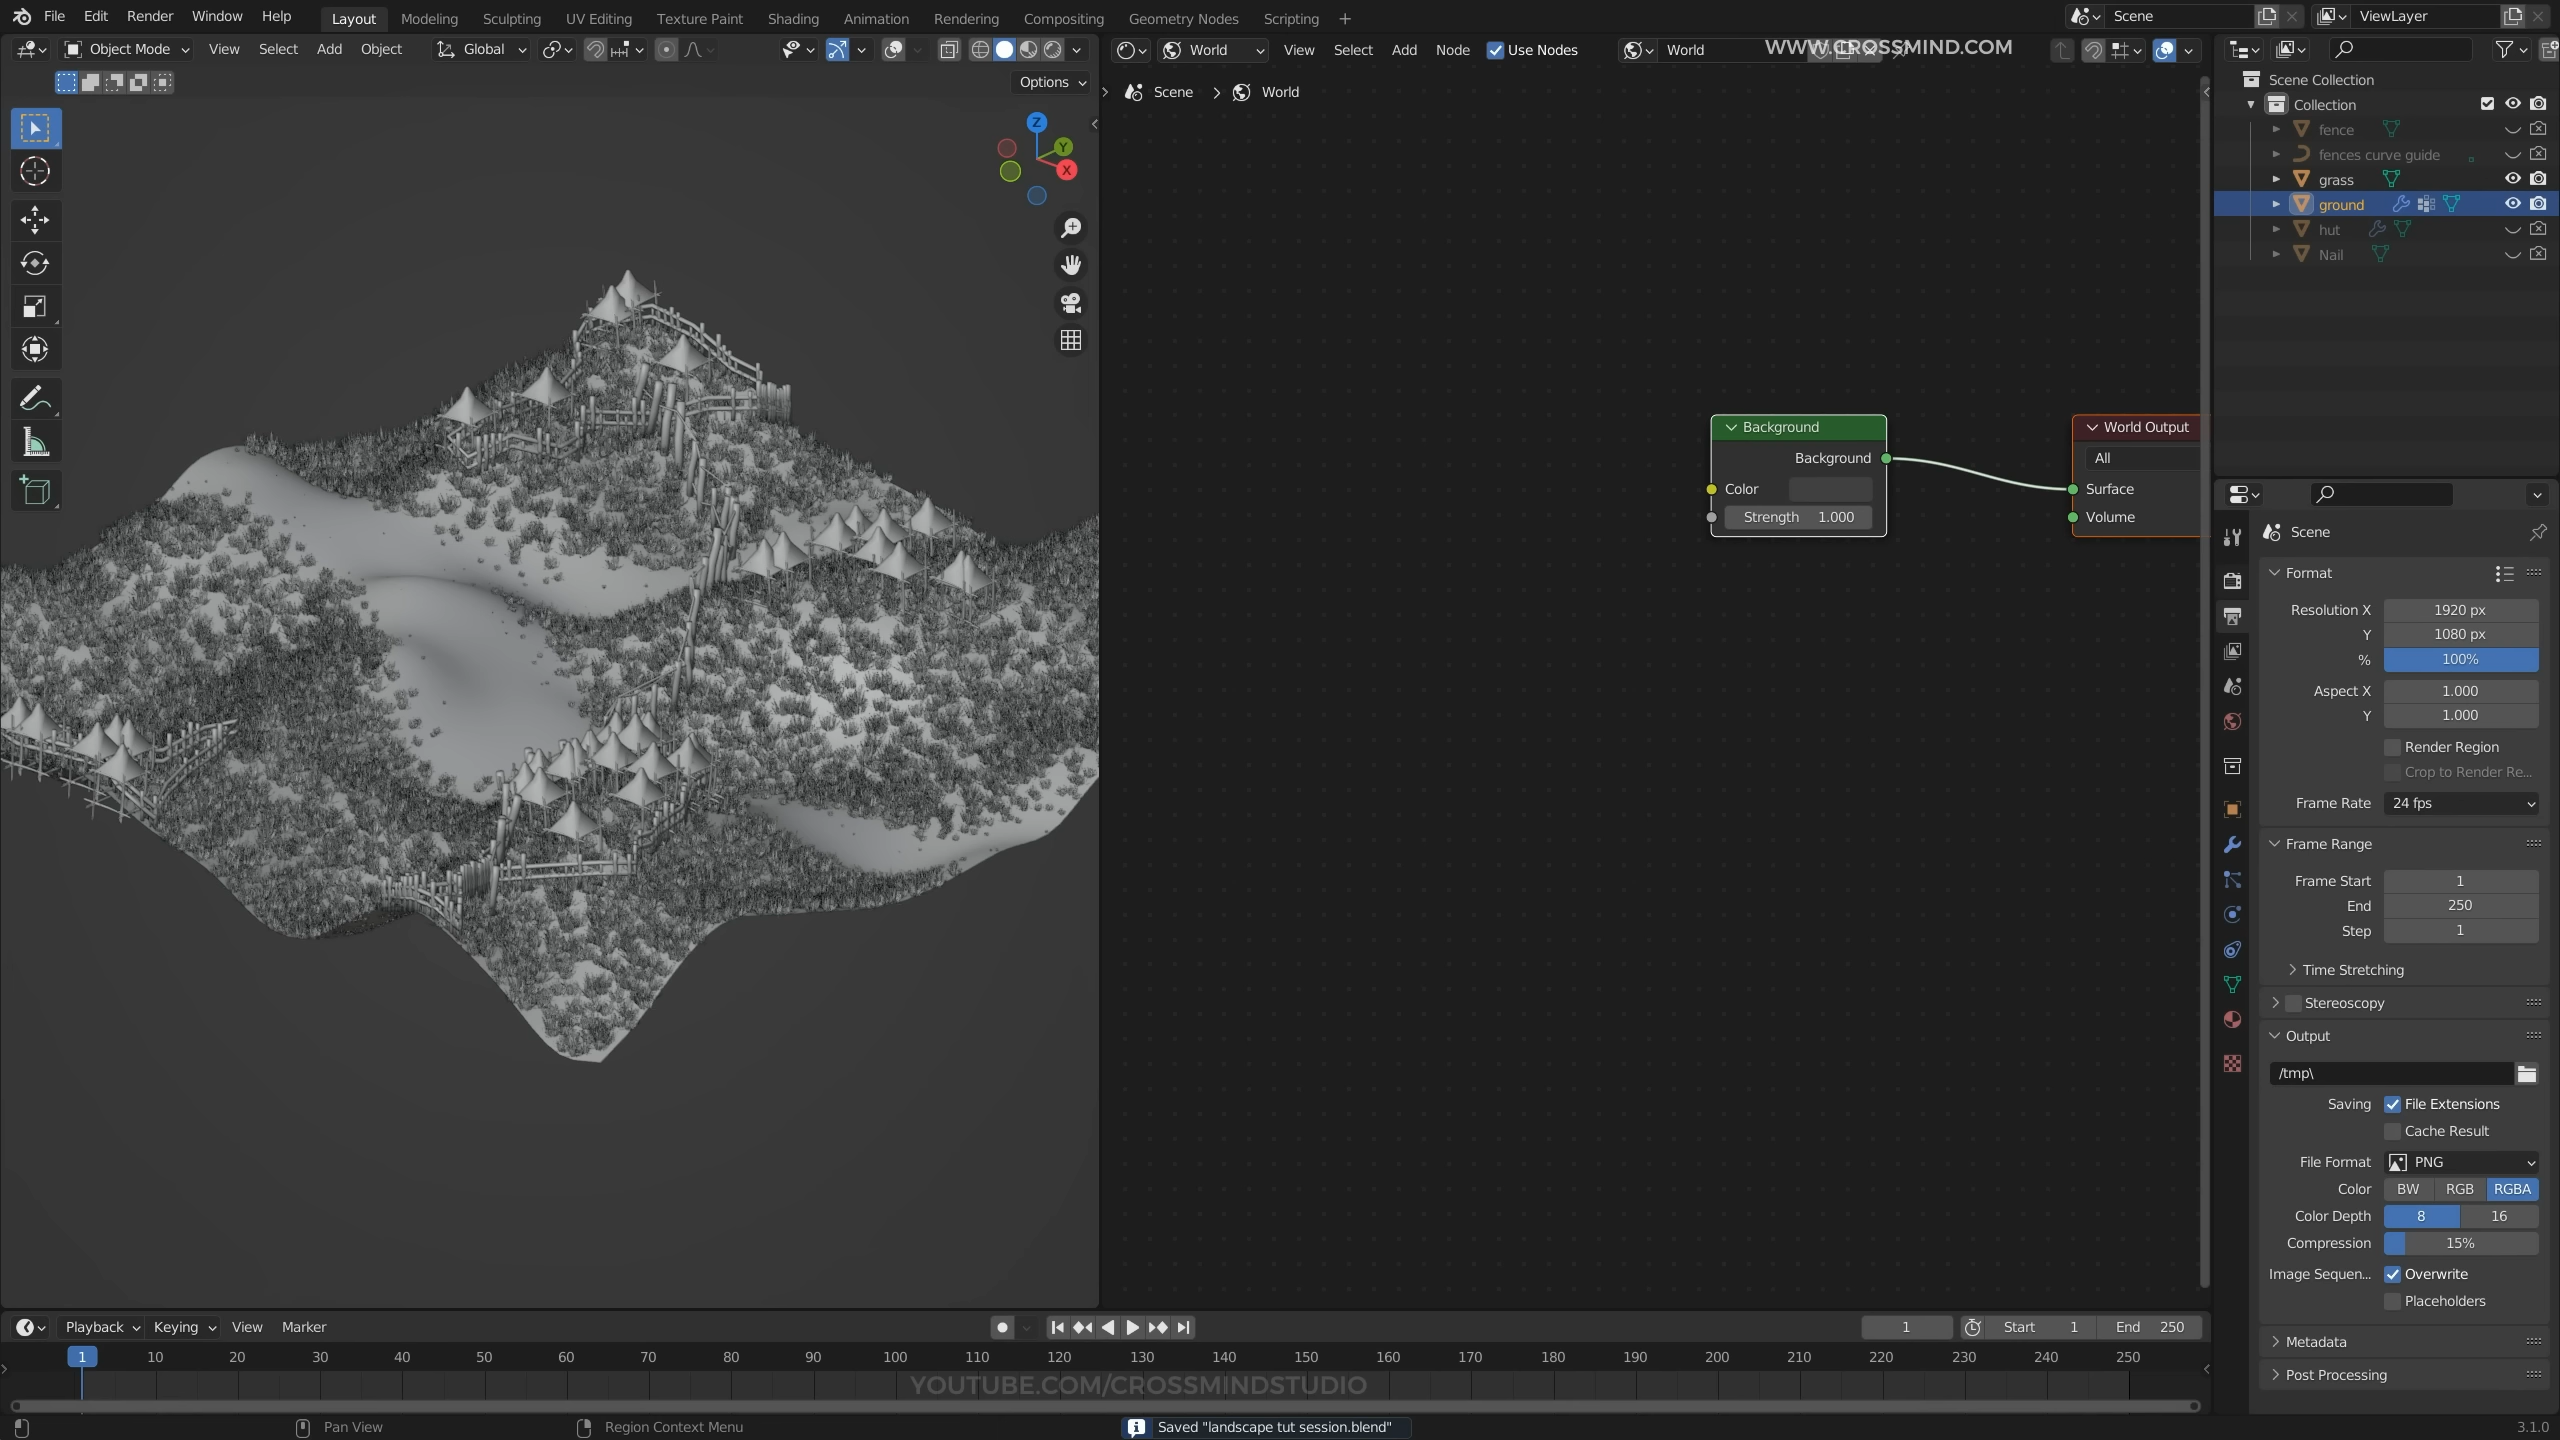 File Edit Render Window Help Layout Modeling Sculpting UV Editing Texture Paint Shading Animation Rendering Compositing Geometry Nodes Scripting + Scene ViewLayer
Object Mode View Select Add Object Global World View Select Add Node Use Nodes World WWW.CROSSMIND.COM
Options
Scene > World
Z
Y
X
Background
Background
Color
Strength 1.000
World Output
All
Surface
Volume
Scene Collection
Collection
fence
fences curve guide
grass
ground
hut
Nail
Scene
Format
Resolution X 1920 px
Y 1080 px
% 100%
Aspect X 1.000
Y 1.000
Render Region
Crop to Render Re...
Frame Rate 24 fps
Frame Range
Frame Start 1
End 250
Step 1
Time Stretching
Stereoscopy
Output
/tmp\
Saving File Extensions
Cache Result
File Format PNG
Color BW RGB RGBA
Color Depth 8 16
Compression 15%
Image Sequen... Overwrite
Placeholders
Metadata
Post Processing
Playback Keying View Marker 1 Start 1 End 250
1 10 20 30 40 50 60 70 80 90 100 110 120 130 140 150 160 170 180 190 200 210 220 230 240 250
YOUTUBE.COM/CROSSMINDSTUDIO
Pan View Region Context Menu Saved "landscape tut session.blend" 3.1.0